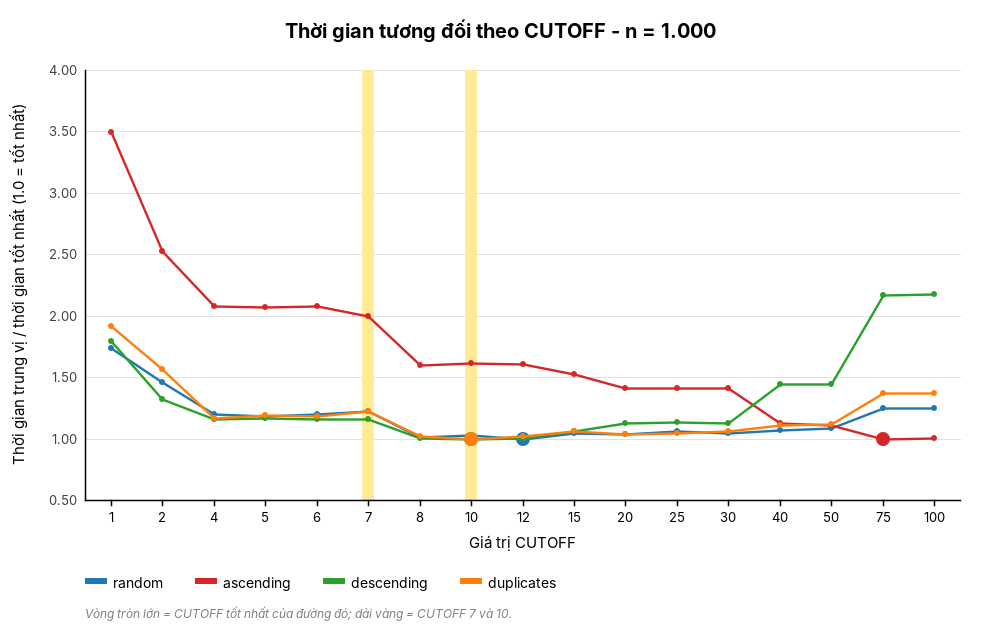 Thời gian tương đối theo CUTOFF - n = 1.000
Thời gian trung vị / thời gian tốt nhất (1.0 = tốt nhất)
4.00
3.50
3.00
2.50
2.00
1.50
1.00
0.50
1 2 4 5 6 7 8 10 12 15 20 25 30 40 50 75 100
Giá trị CUTOFF
random ascending descending duplicates
Vòng tròn lớn = CUTOFF tốt nhất của đường đó; dải vàng = CUTOFF 7 và 10.